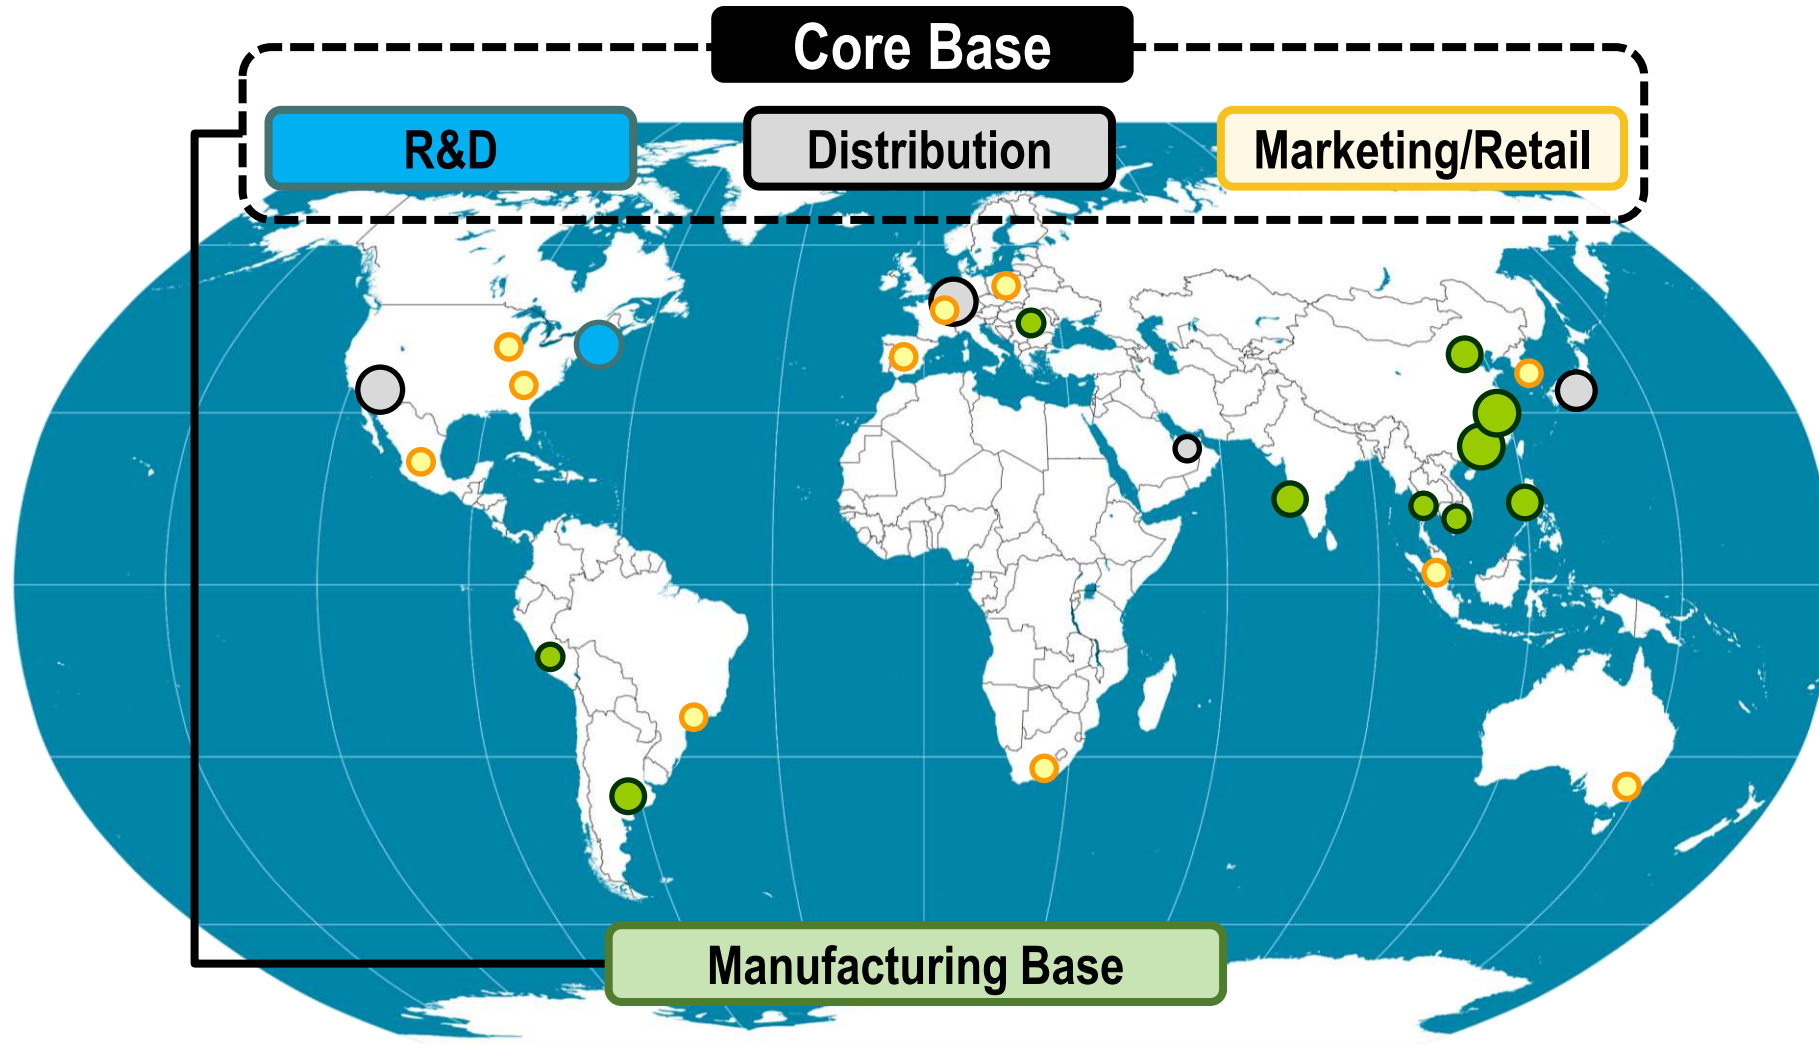 Core Base
R&D
Distribution
Marketing/Retail
Manufacturing Base